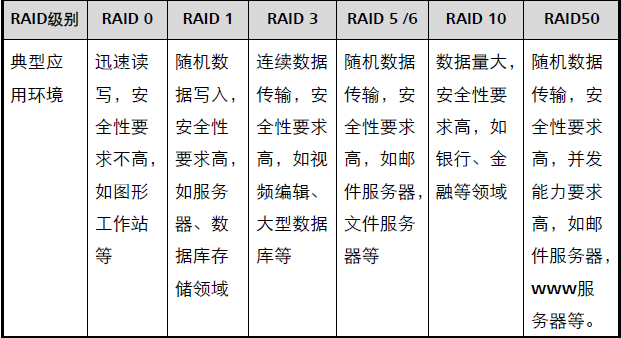 RAID级别
RAID 0
RAID 1
RAID 3
RAID 5 /6
RAID 10
RAID50
典型应
用环境
迅速读
写，安
全性要
求不高，
如图形
工作站
等
随机数
据写入，
安全性
要求高，
如服务
器、数
据库存
储领域
连续数据
传输，安
全性要求
高，如视
频编辑、
大型数据
库等
随机数据
传输，安
全性要求
高，如邮
件服务器，
文件服务
器等
数据量大，
安全性要
求高，如
银行、金
融等领域
随机数据
传输，安
全性要求
高，并发
能力要求
高，如邮
件服务器，
www服
务器等。